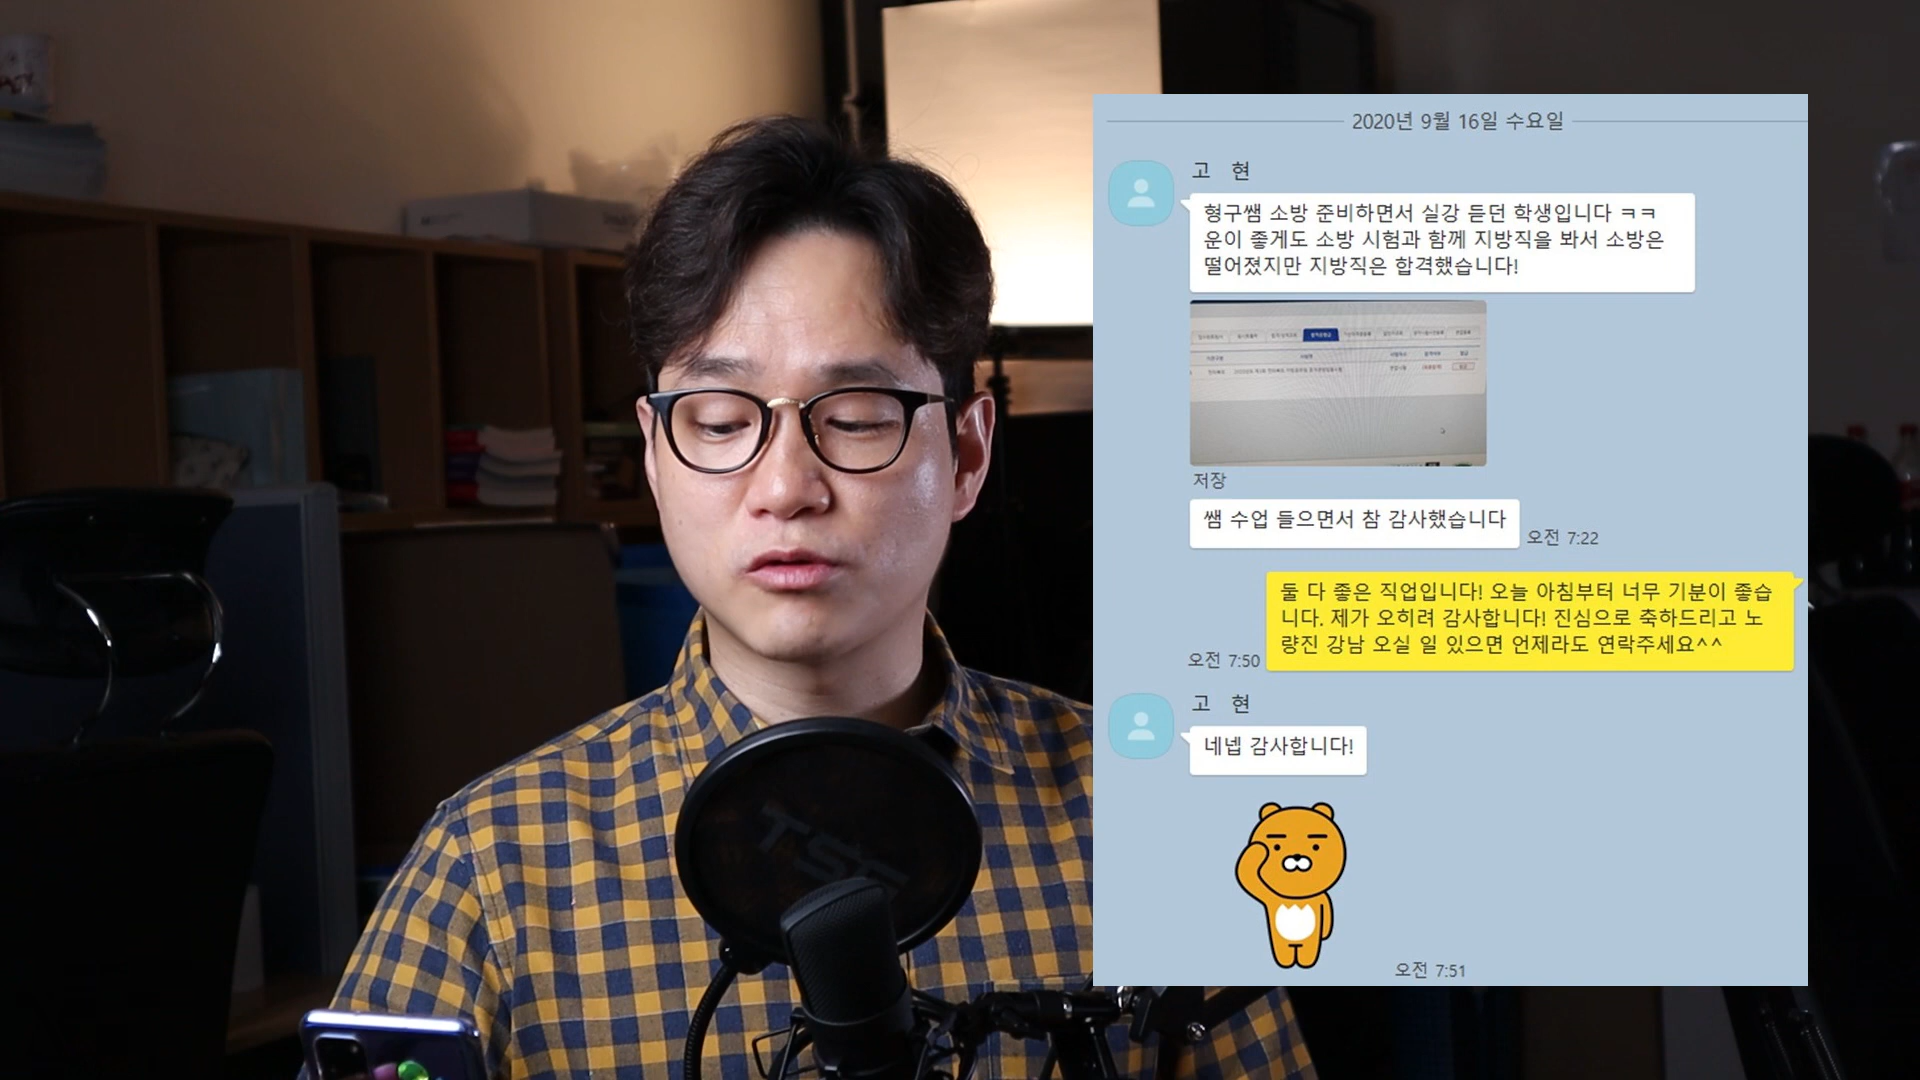 2020년 9월 16일 수요일
고 현
형구쌤 소방 준비하면서 실강 듣던 학생입니다 ㅋㅋ
운이 좋게도 소방 시험과 함께 지방직을 봐서 소방은
떨어졌지만 지방직은 합격했습니다!
저장
쌤 수업 들으면서 참 감사했습니다
오전 7:22
둘 다 좋은 직업입니다! 오늘 아침부터 너무 기분이 좋습
니다. 제가 오히려 감사합니다! 진심으로 축하드리고 노
량진 강남 오실 일 있으면 언제라도 연락주세요^^
오전 7:50
고 현
네넵 감사합니다!
오전 7:51
TSG